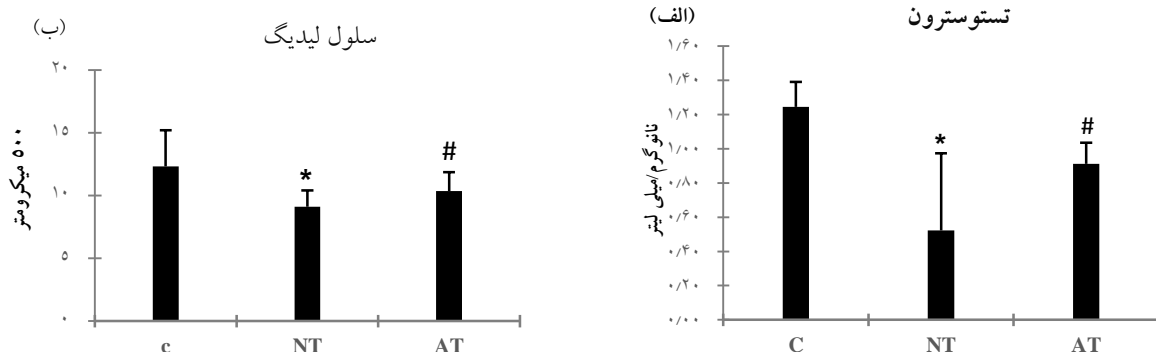 (الف)
تستوسترون
نانوگرم/میلی لیتر
۱/۶۰
۱/۴۰
۱/۲۰
۱/۰۰
۰/۸۰
۰/۶۰
۰/۴۰
۰/۲۰
۰/۰۰
*
#
C NT AT
(ب)
سلول لیدیگ
۵۰۰ میکرومتر
۲۰
۱۵
۱۰
۵
۰
*
#
c NT AT